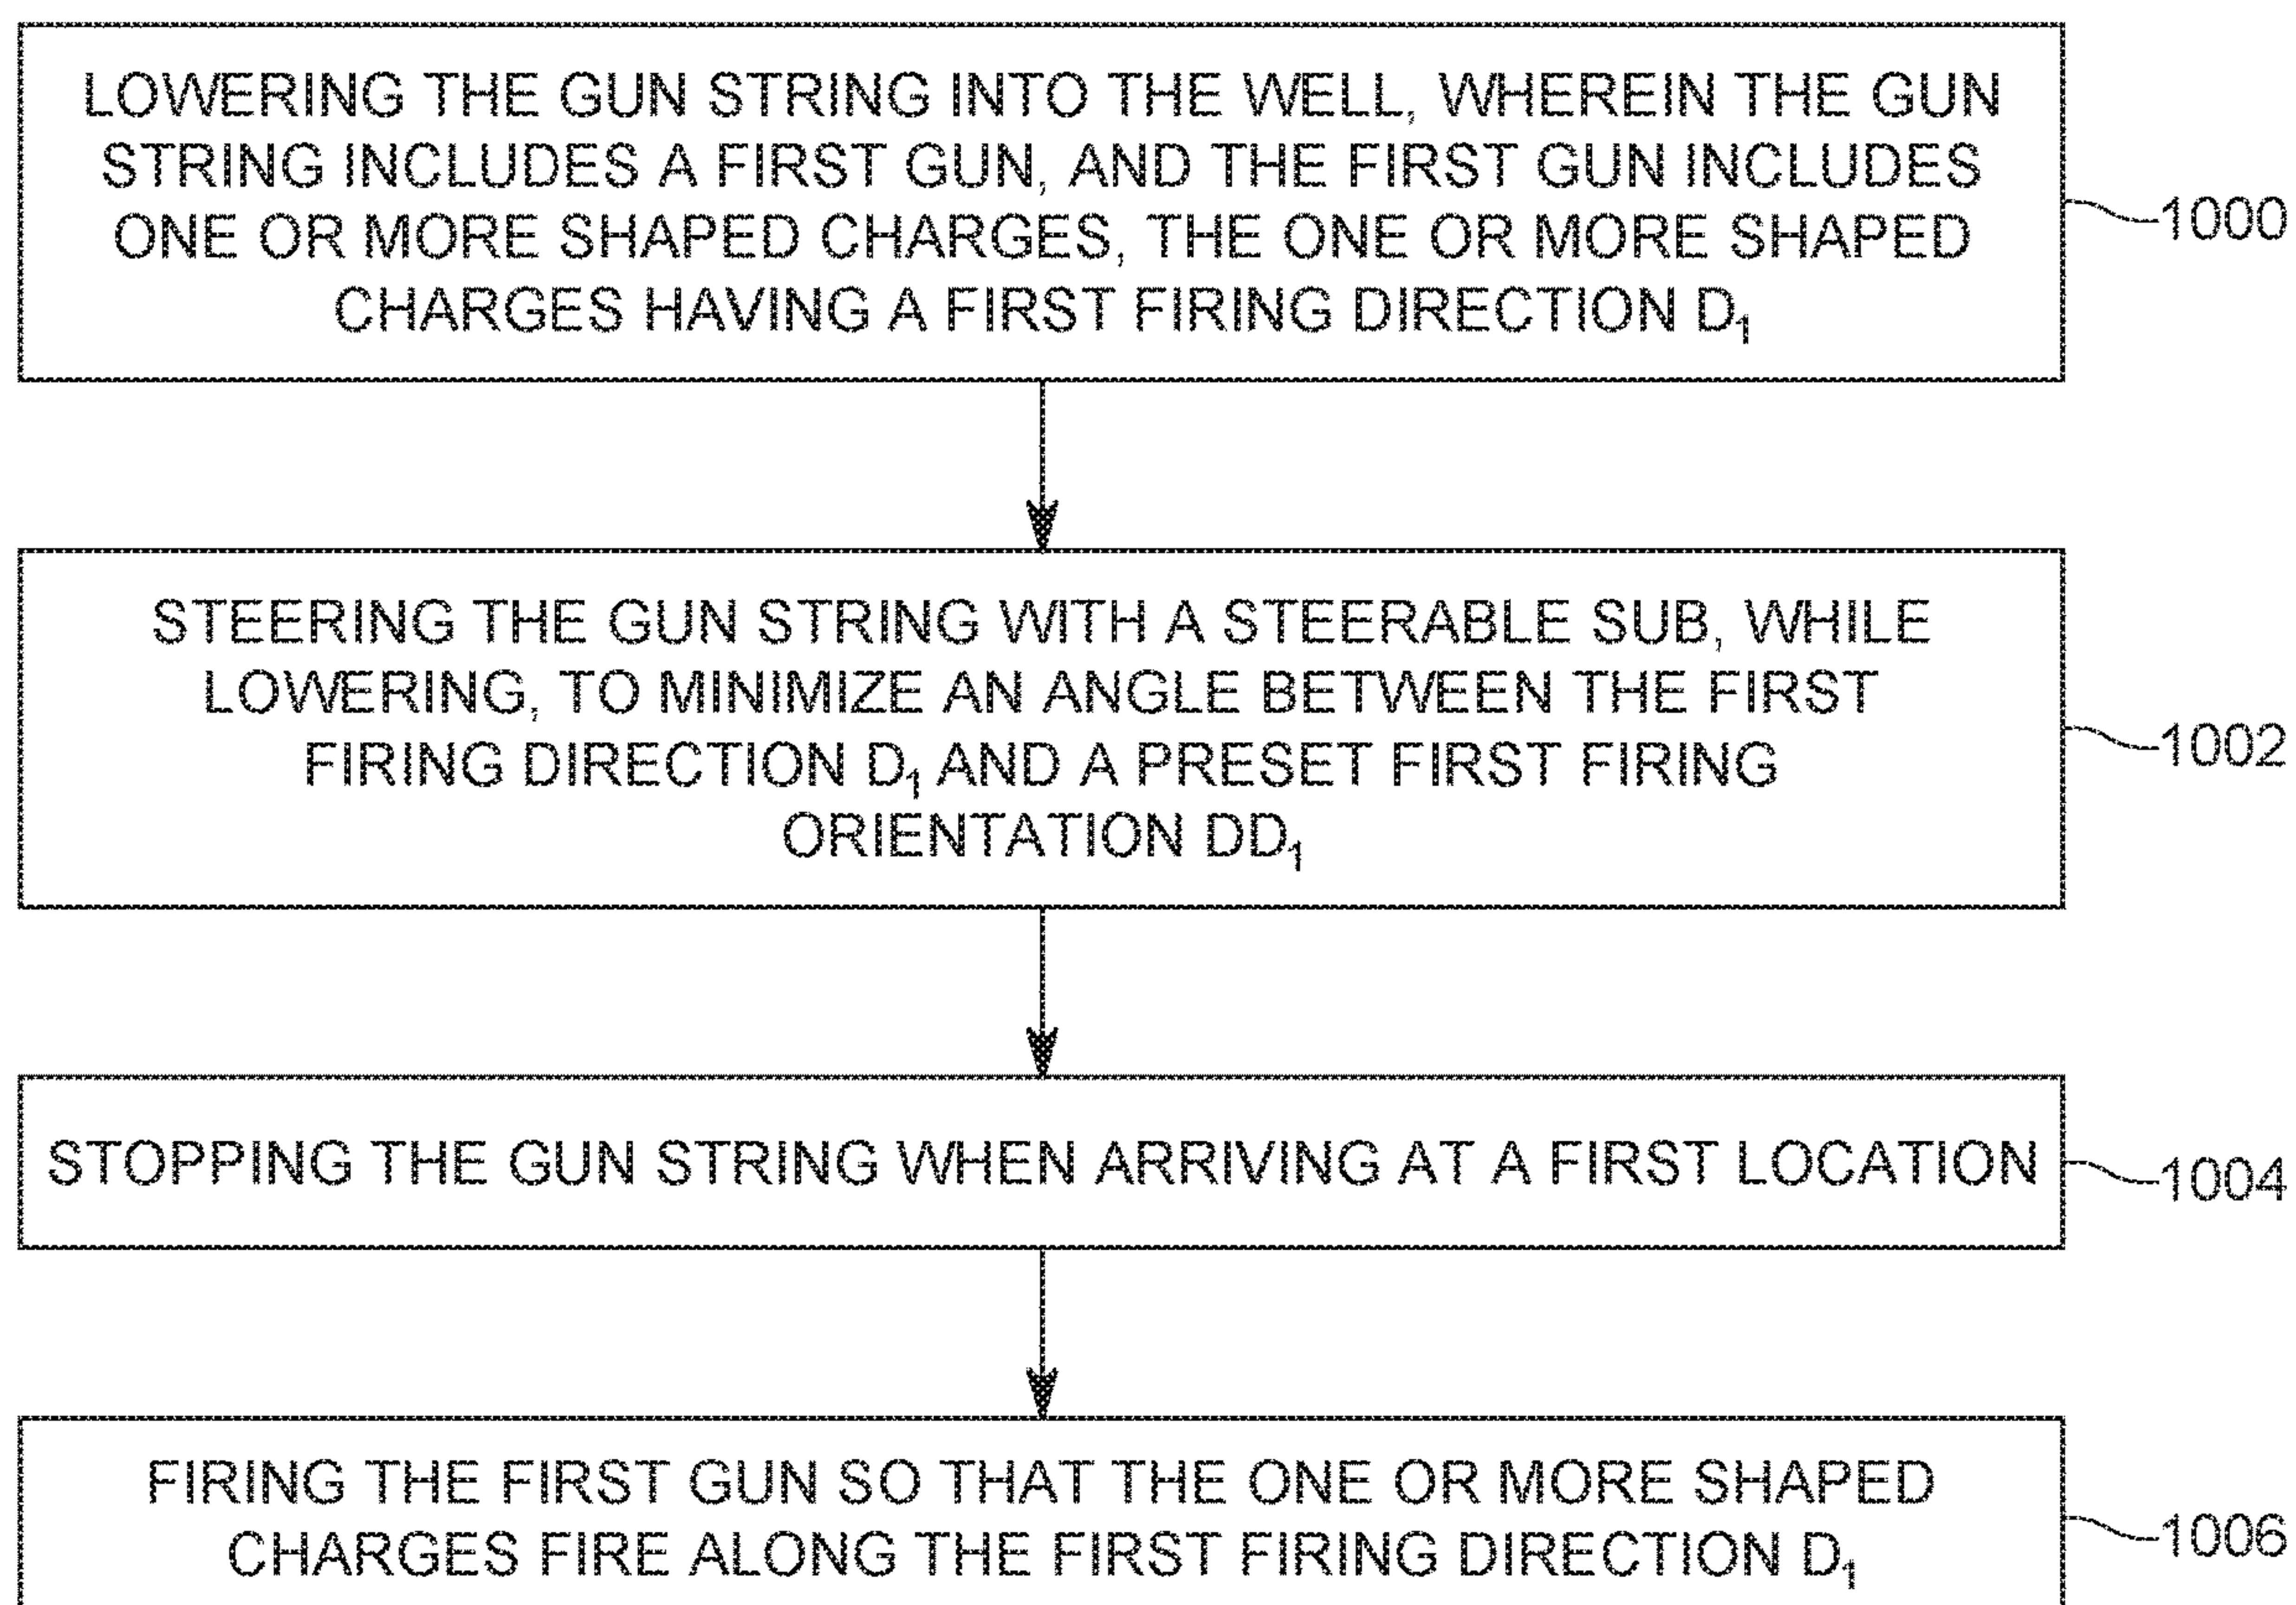 LOWERING THE GUN STRING INTO THE WELL, WHEREIN THE GUN
STRING INCLUDES A FIRST GUN, AND THE FIRST GUN INCLUDES
ONE OR MORE SHAPED CHARGES, THE ONE OR MORE SHAPED
CHARGES HAVING A FIRST FIRING DIRECTION D₁
1000
STEERING THE GUN STRING WITH A STEERABLE SUB, WHILE
LOWERING, TO MINIMIZE AN ANGLE BETWEEN THE FIRST
FIRING DIRECTION D₁ AND A PRESET FIRST FIRING
ORIENTATION DD₁
1002
STOPPING THE GUN STRING WHEN ARRIVING AT A FIRST LOCATION
1004
FIRING THE FIRST GUN SO THAT THE ONE OR MORE SHAPED
CHARGES FIRE ALONG THE FIRST FIRING DIRECTION D₁
1006